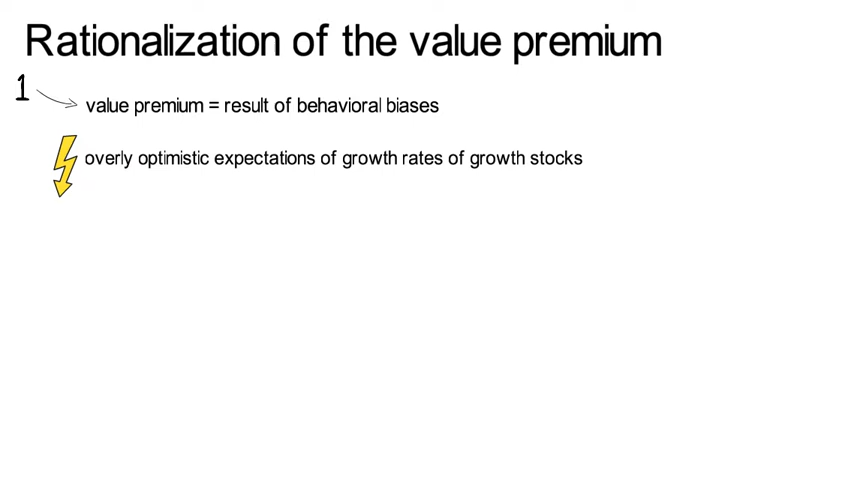 Rationalization of the value premium
1
value premium = result of behavioral biases
overly optimistic expectations of growth rates of growth stocks